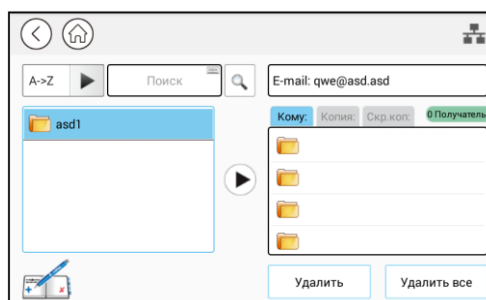 A->Z
Поиск
E-mail: qwe@asd.asd
asd1
Кому: Копия: Скр.коп: 0 Получатель
Удалить
Удалить все